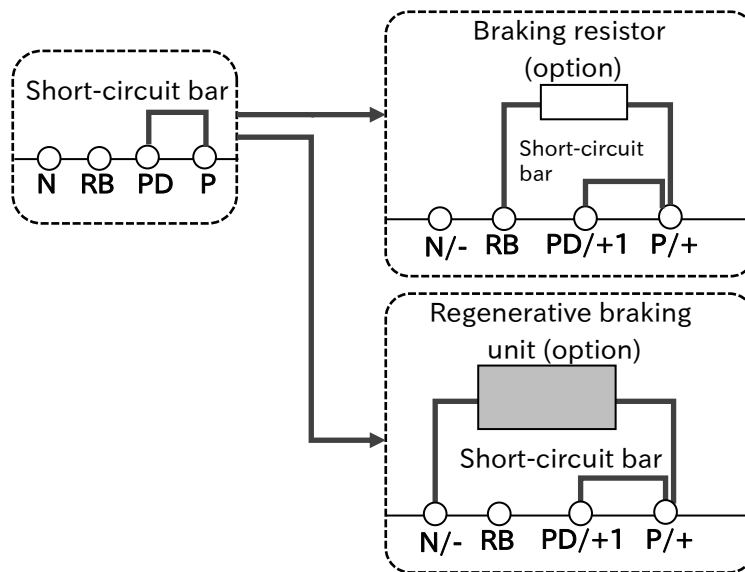 Short-circuit bar
N RB PD P
Braking resistor
(option)
Short-circuit
bar
N/- RB PD/+1 P/+
Regenerative braking
unit (option)
Short-circuit bar
N/- RB PD/+1 P/+